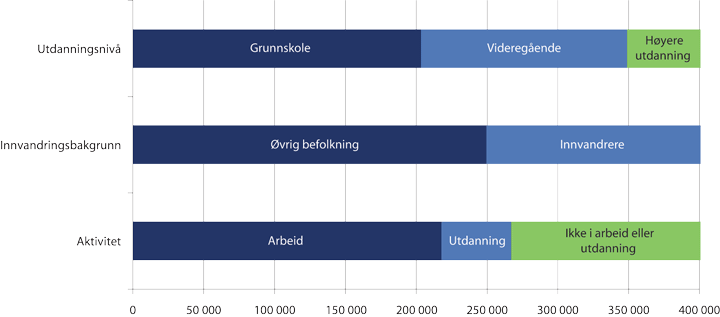 Utdanningsnivå
Grunnskole
Videregående
Høyere
utdanning
Innvandringsbakgrunn
Øvrig befolkning
Innvandrere
Aktivitet
Arbeid
Utdanning
Ikke i arbeid eller
utdanning
0 50 000 100 000 150 000 200 000 250 000 300 000 350 000 400 000